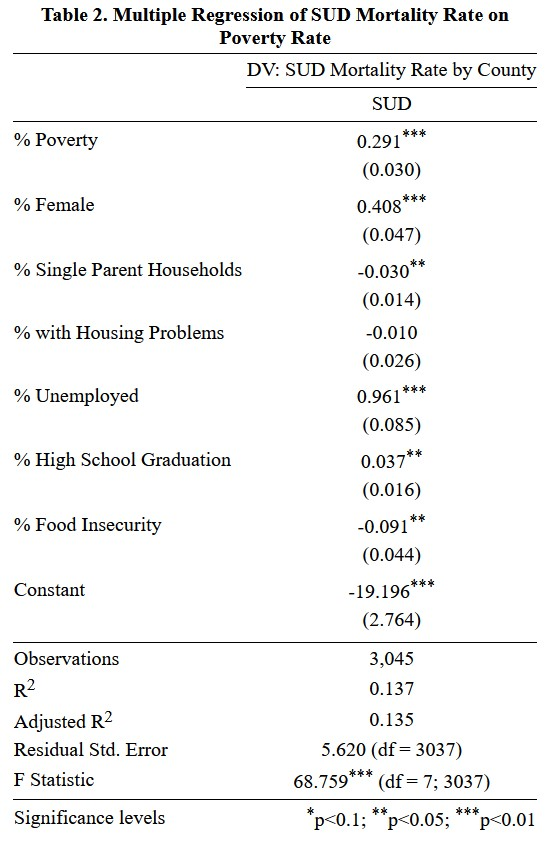 Table 2. Multiple Regression of SUD Mortality Rate on
Poverty Rate
DV: SUD Mortality Rate by County
SUD
% Poverty 0.291***
(0.030)
% Female 0.408***
(0.047)
% Single Parent Households -0.030**
(0.014)
% with Housing Problems -0.010
(0.026)
% Unemployed 0.961***
(0.085)
% High School Graduation 0.037**
(0.016)
% Food Insecurity -0.091**
(0.044)
Constant -19.196***
(2.764)
Observations 3,045
R2 0.137
Adjusted R2 0.135
Residual Std. Error 5.620 (df = 3037)
F Statistic 68.759*** (df = 7; 3037)
Significance levels *p<0.1; **p<0.05; ***p<0.01